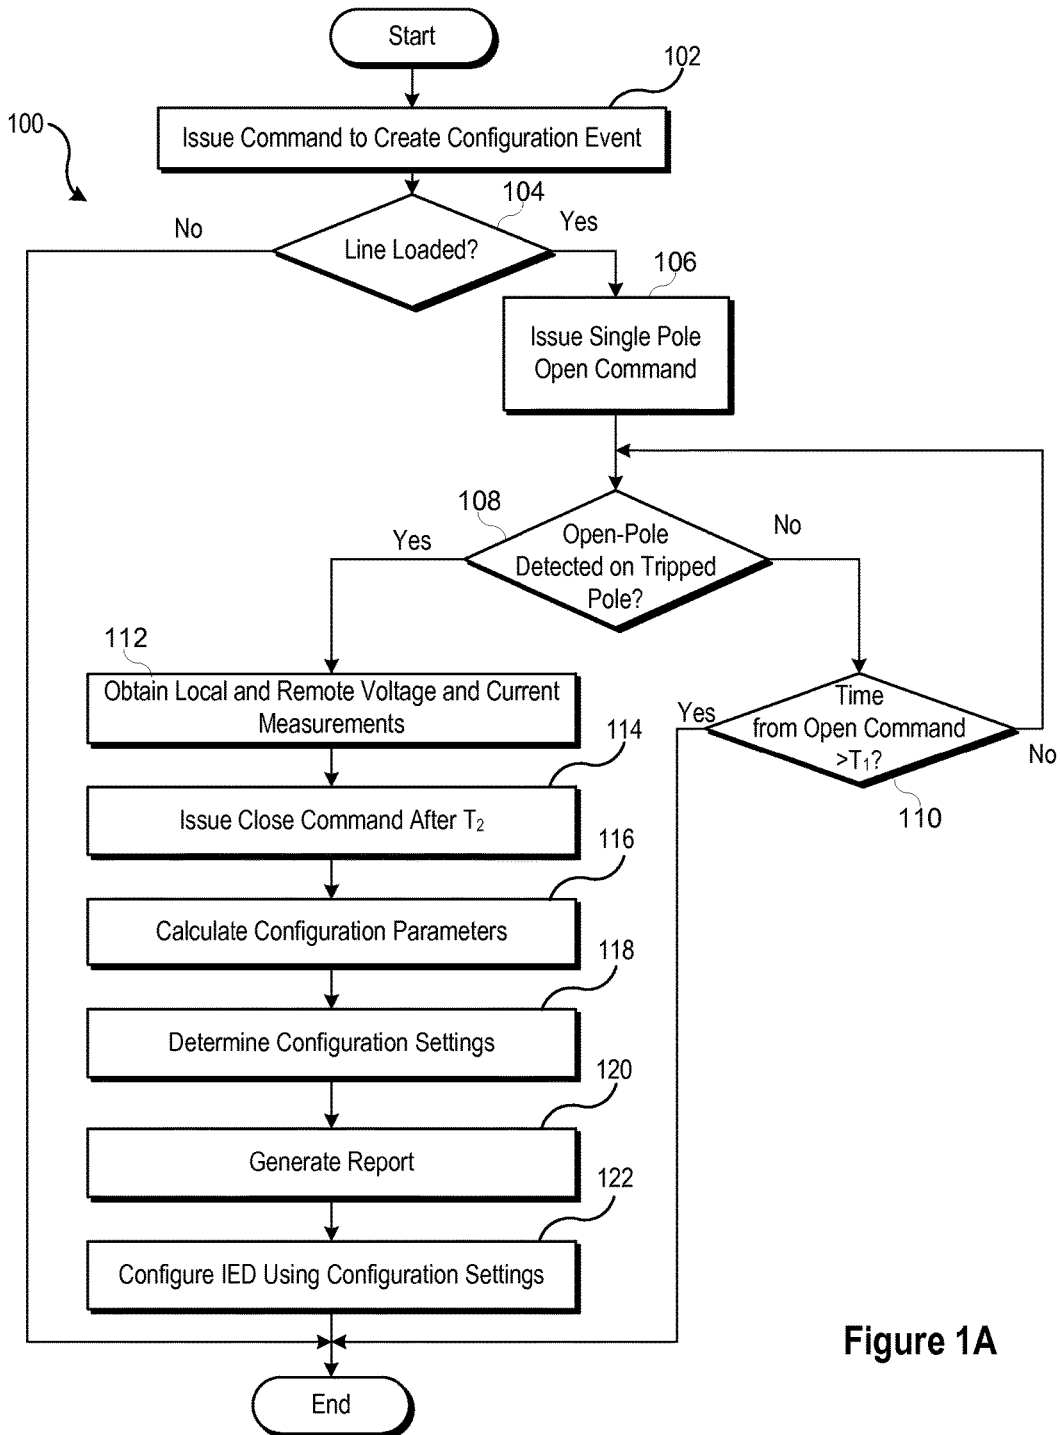 Start
102
Issue Command to Create Configuration Event
100
104
No
Yes
Line Loaded?
106
Issue Single Pole
Open Command
108
Yes
Open-Pole
Detected on Tripped
Pole?
No
112
Obtain Local and Remote Voltage and Current
Measurements
Yes
Time
from Open Command
>T₁?
No
110
114
Issue Close Command After T₂
116
Calculate Configuration Parameters
118
Determine Configuration Settings
120
Generate Report
122
Configure IED Using Configuration Settings
End
Figure 1A